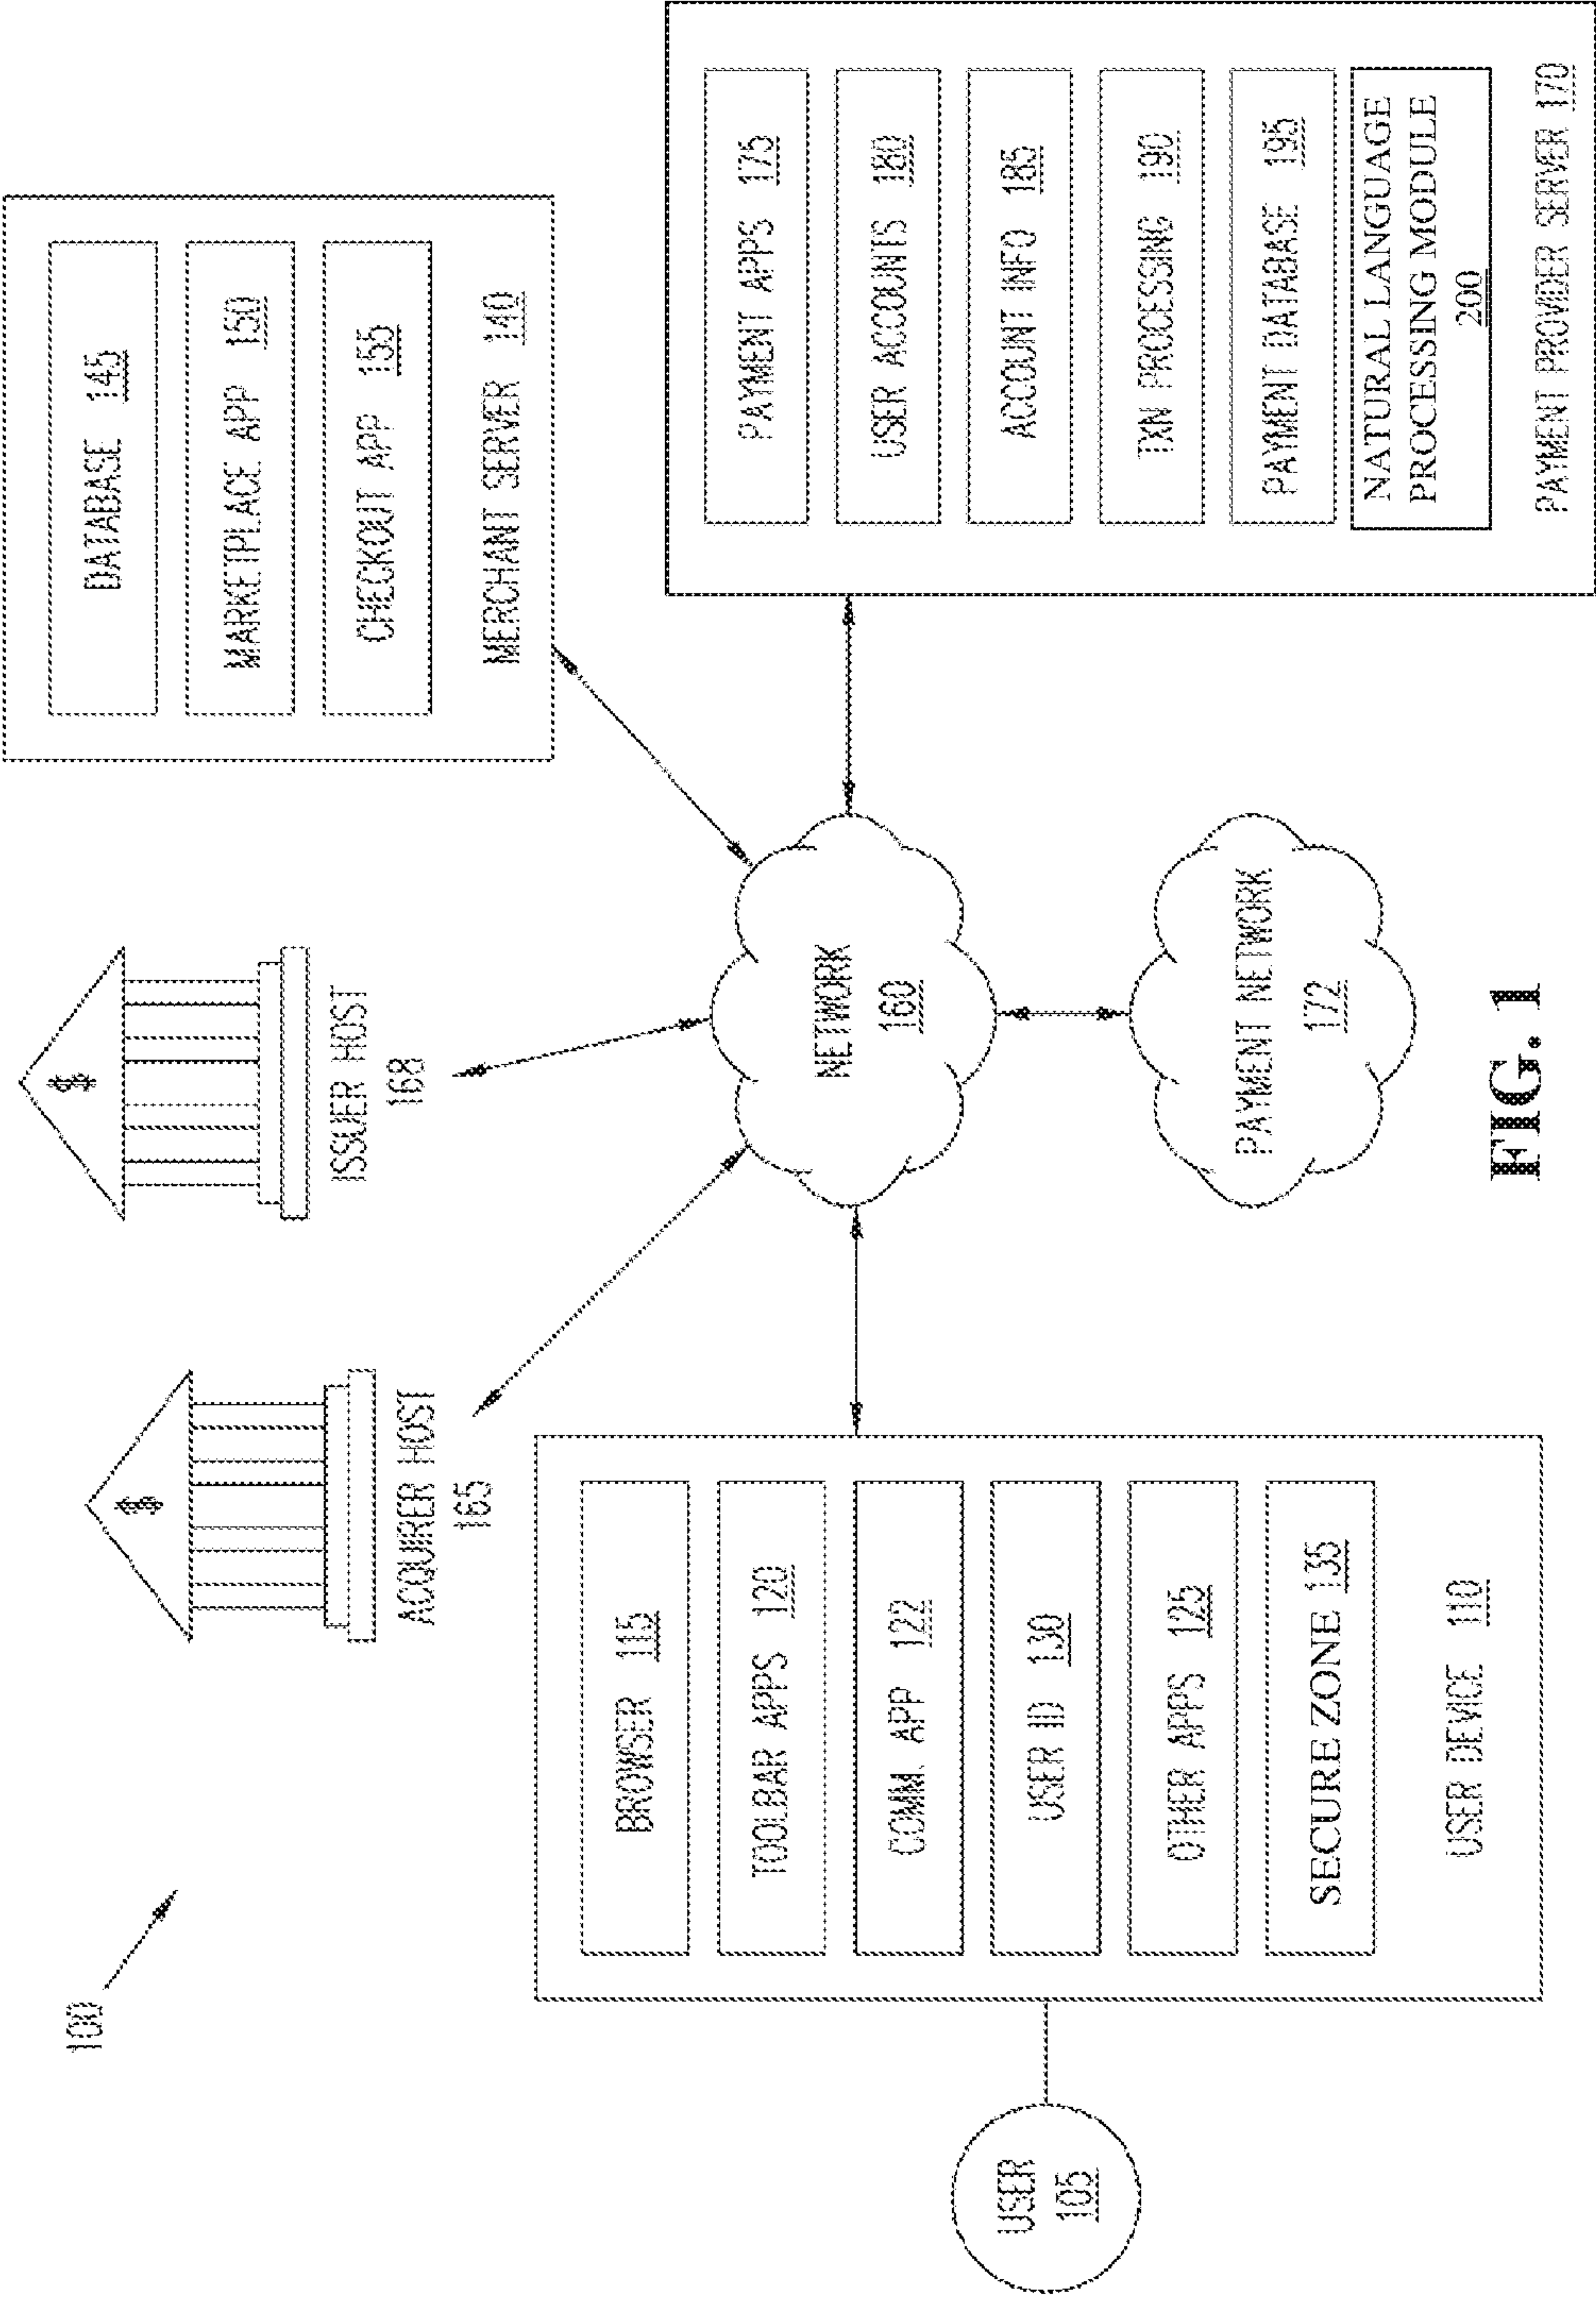 100
ACQUIRER HOST
165
ISSUER HOST
168
DATABASE 145
MARKETPLACE APP 150
CHECKOUT APP 155
MERCHANT SERVER 140
USER
105
BROWSER 115
TOOLBAR APPS 120
COMM. APP 122
USER ID 130
OTHER APPS 125
SECURE ZONE 135
USER DEVICE 110
NETWORK
160
PAYMENT NETWORK
172
PAYMENT APPS 175
USER ACCOUNTS 180
ACCOUNT INFO 185
TXN PROCESSING 190
PAYMENT DATABASE 195
NATURAL LANGUAGE
PROCESSING MODULE
200
PAYMENT PROVIDER SERVER 170
$
$
FIG. 1